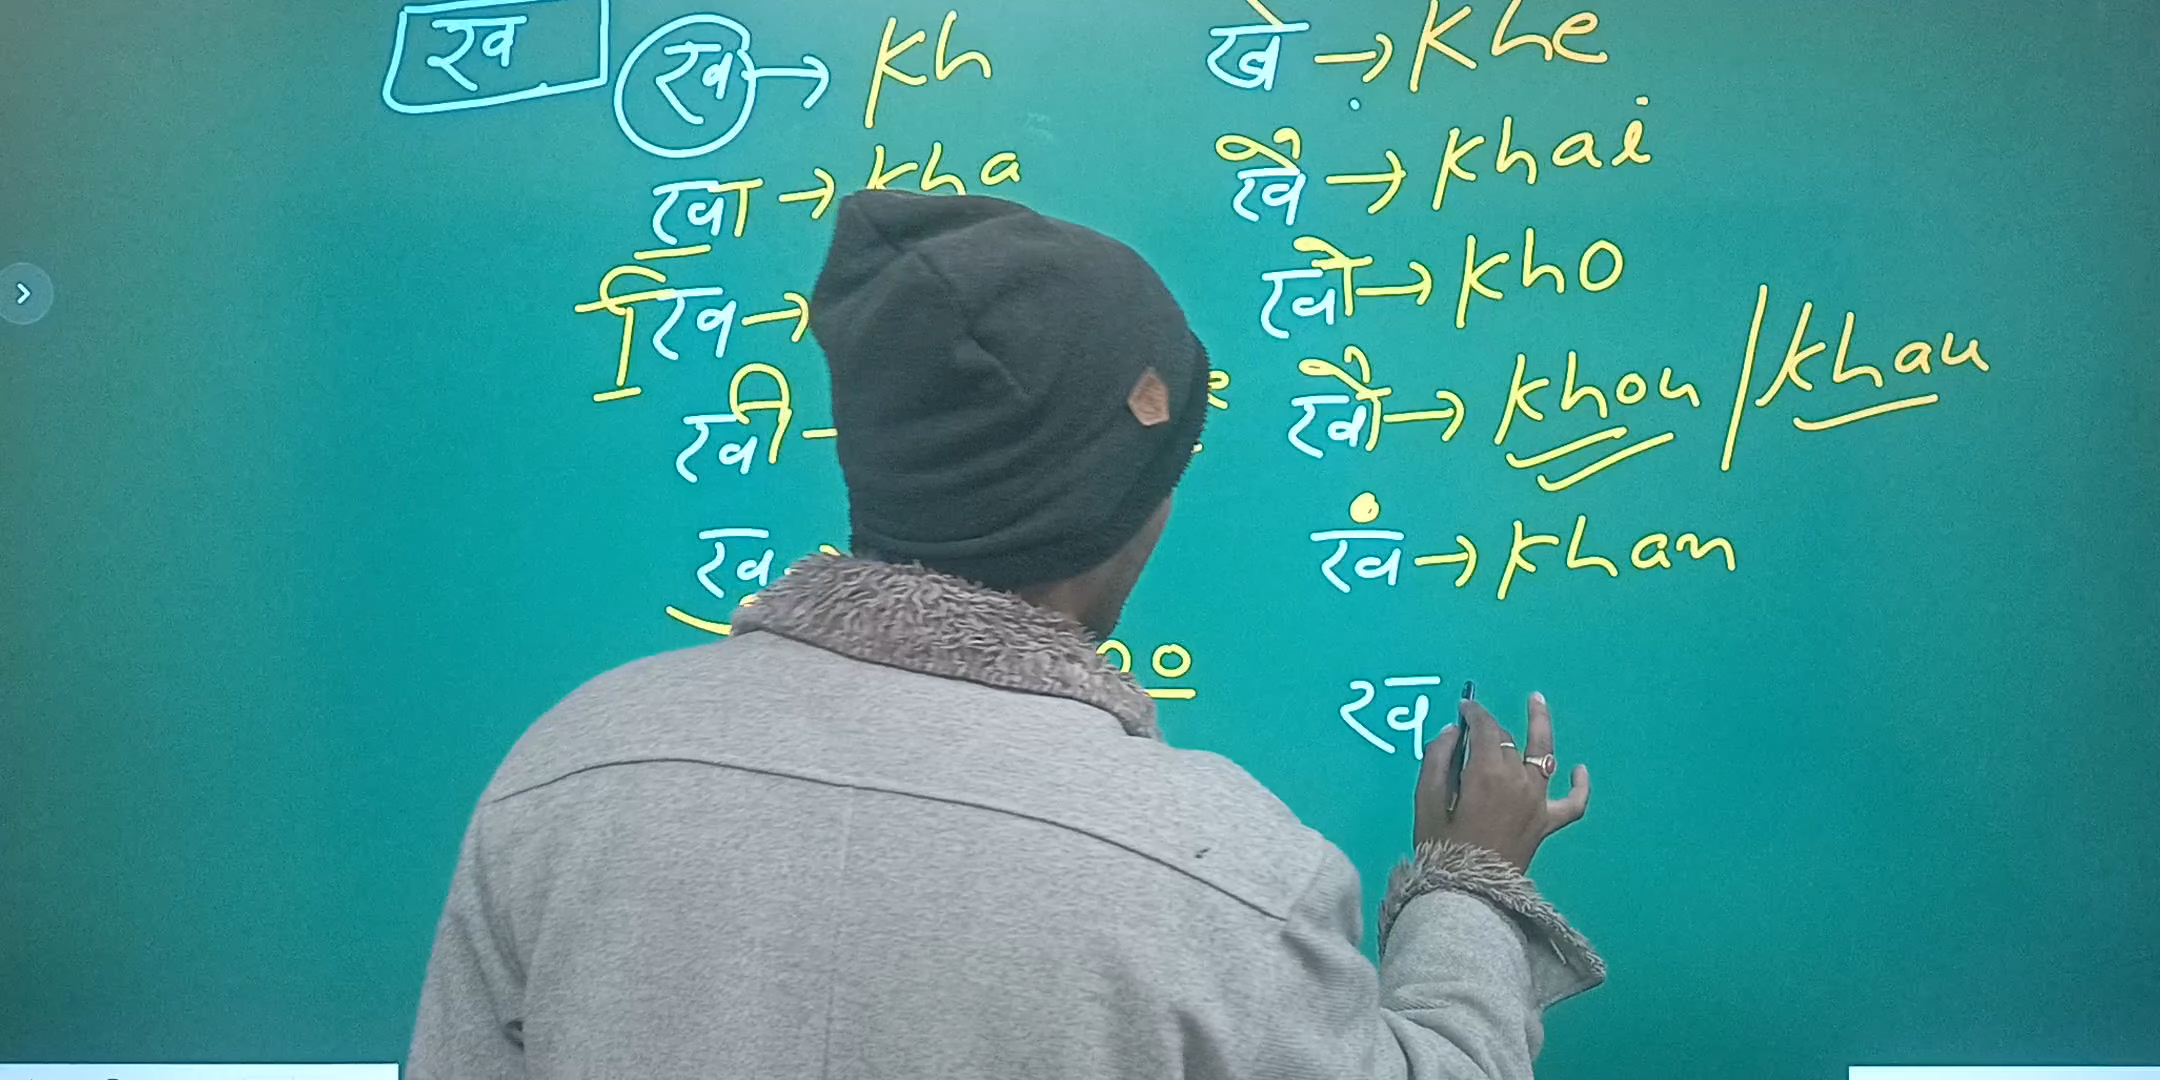 ख ख → kh
खा → kha
खि →
खी
ख
खे → khe
खै → khai
खो → kho
खौ → khou / khau
खं → khan
ख